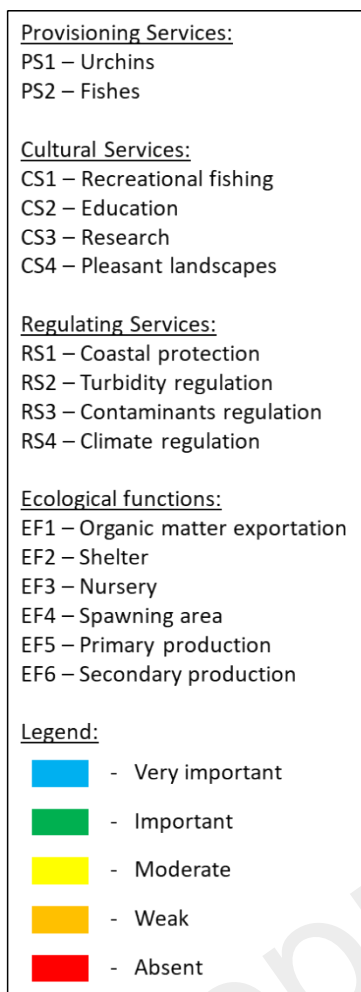 Provisioning Services:
PS1 – Urchins
PS2 – Fishes
Cultural Services:
CS1 – Recreational fishing
CS2 – Education
CS3 – Research
CS4 – Pleasant landscapes
Regulating Services:
RS1 – Coastal protection
RS2 – Turbidity regulation
RS3 – Contaminants regulation
RS4 – Climate regulation
Ecological functions:
EF1 – Organic matter exportation
EF2 – Shelter
EF3 – Nursery
EF4 – Spawning area
EF5 – Primary production
EF6 – Secondary production
Legend:
- Very important
- Important
- Moderate
- Weak
- Absent